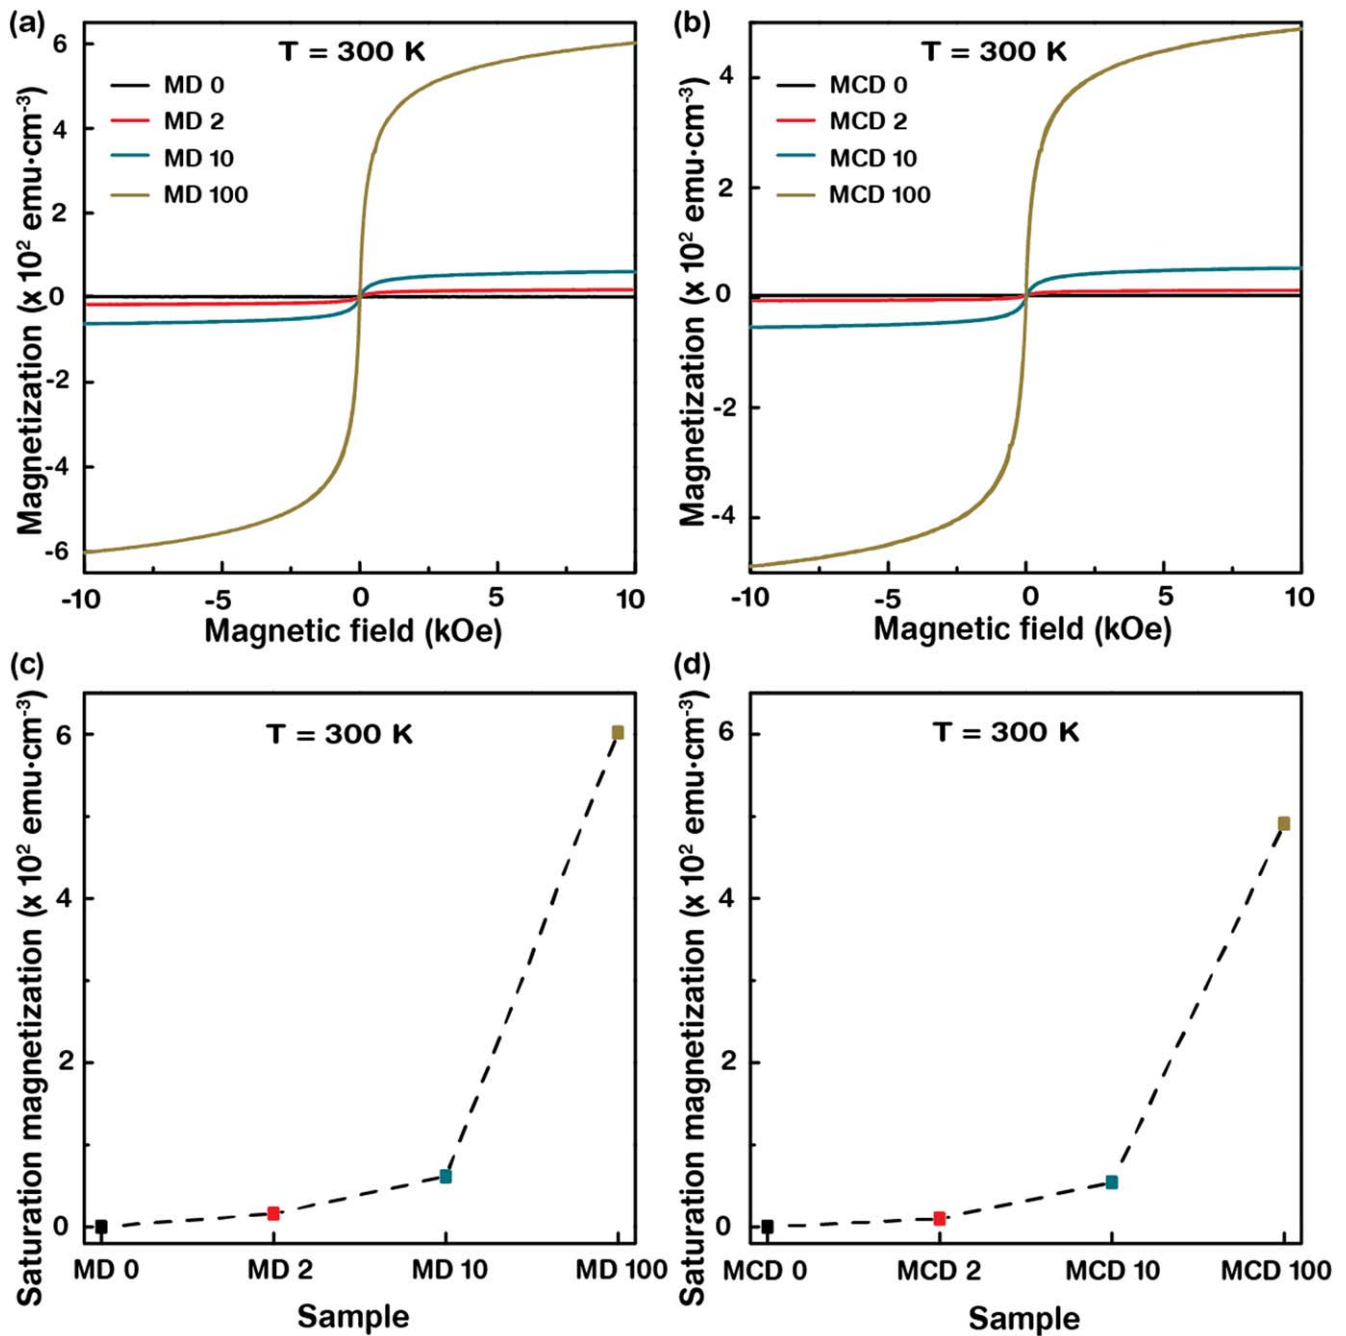 (a)
T = 300 K
MD 0
MD 2
MD 10
MD 100
6
4
2
0
-2
-4
-6
-10
-5
0
5
10
Magnetization (x 10² emu·cm⁻³)
Magnetic field (kOe)
(b)
T = 300 K
MCD 0
MCD 2
MCD 10
MCD 100
4
2
0
-2
-4
-10
-5
0
5
10
Magnetization (x 10² emu·cm⁻³)
Magnetic field (kOe)
(c)
T = 300 K
6
4
2
0
MD 0
MD 2
MD 10
MD 100
Saturation magnetization (x 10² emu·cm⁻³)
Sample
(d)
T = 300 K
6
4
2
0
MCD 0
MCD 2
MCD 10
MCD 100
Saturation magnetization (x 10² emu·cm⁻³)
Sample